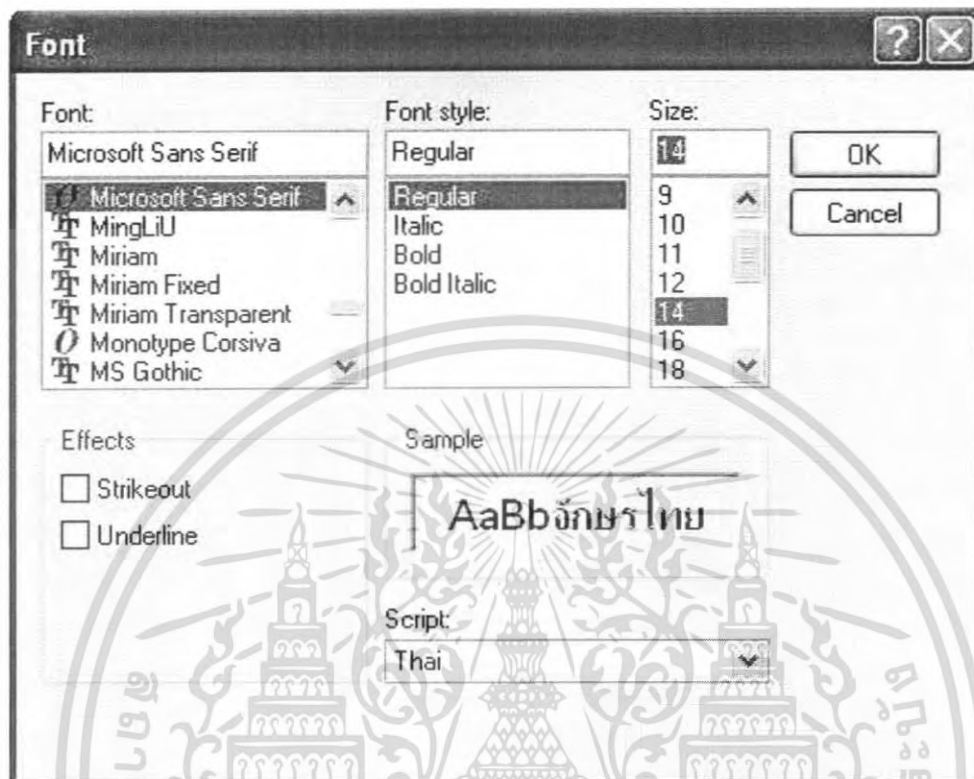 Font
Font: Font style: Size:
Microsoft Sans Serif Regular 14 OK
Microsoft Sans Serif Regular 9 Cancel
MingLiU Italic 10
Miriam Bold 11
Miriam Fixed Bold Italic 12
Miriam Transparent 14
Monotype Corsiva 16
MS Gothic 18
Effects Sample
Strikeout
AaBbอักษรไทย
Underline
Script:
Thai